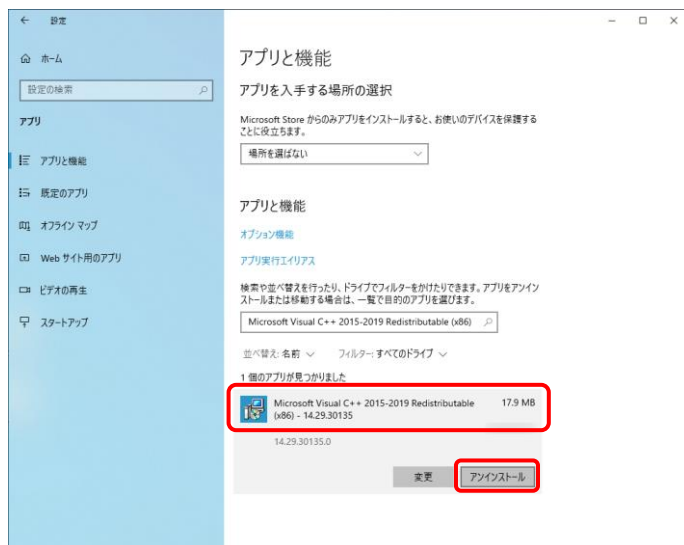 設定
ホーム
設定の検索
アプリ
アプリと機能
既定のアプリ
オフライン マップ
Web サイト用のアプリ
ビデオの再生
スタートアップ
アプリと機能
アプリを入手する場所の選択
Microsoft Store からのみアプリをインストールすると、お使いのデバイスを保護する
ことに役立ちます。
場所を選ばない
アプリと機能
オプション機能
アプリ実行エイリアス
検索や並べ替えを行ったり、ドライブでフィルターをかけたりできます。アプリをアンイン
ストールまたは移動する場合は、一覧で目的のアプリを選びます。
Microsoft Visual C++ 2015-2019 Redistributable (x86)
並べ替え: 名前 フィルター: すべてのドライブ
1 個のアプリが見つかりました
Microsoft Visual C++ 2015-2019 Redistributable 17.9 MB
(x86) - 14.29.30135
14.29.30135.0
変更 アンインストール